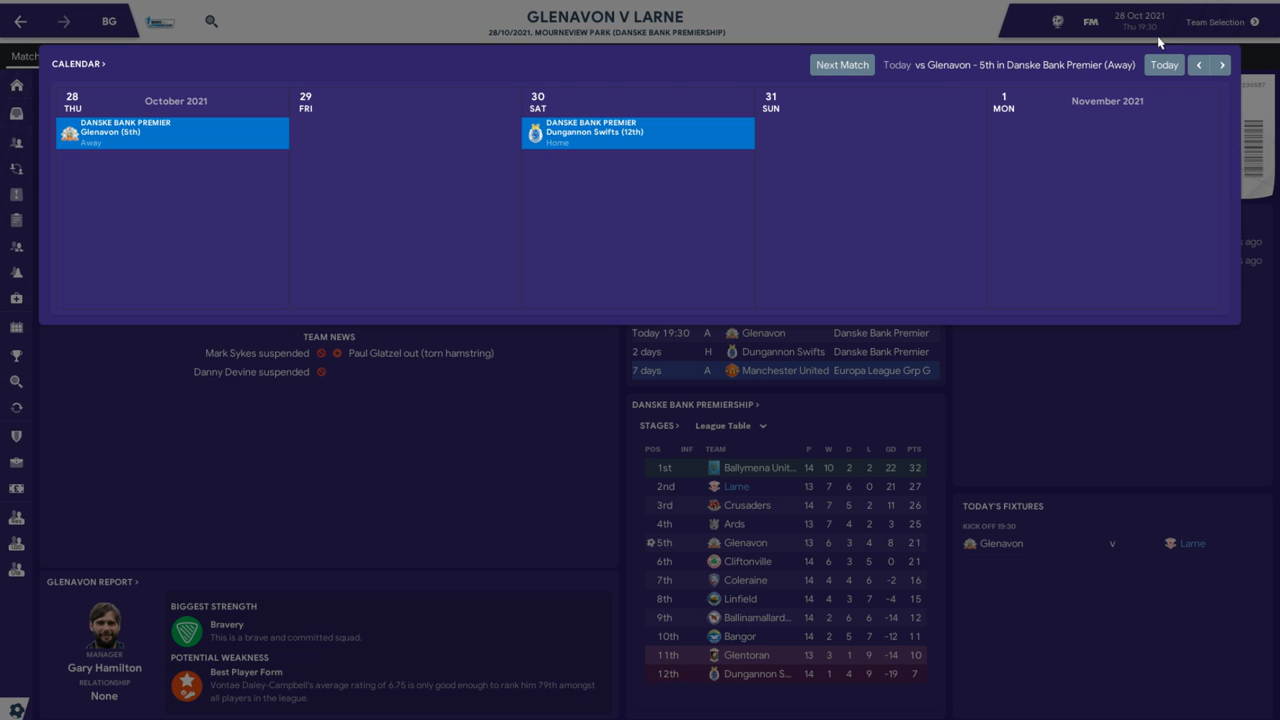 BG
GLENAVON V LARNE
28/10/2021, MOURNEVIEW PARK (DANSKE BANK PREMIERSHIP)
FM
28 Oct 2021
Thu 19:30
Team Selection
Match
CALENDAR >
Next Match
Today vs Glenavon - 5th in Danske Bank Premier (Away)
Today
28
THU
October 2021
29
FRI
30
SAT
31
SUN
1
MON
November 2021
DANSKE BANK PREMIER
Glenavon (5th)
Away
DANSKE BANK PREMIER
Dungannon Swifts (12th)
Home
s ago
s ago
TEAM NEWS
Mark Sykes suspended
Paul Glatzel out (torn hamstring)
Danny Devine suspended
Today 19:30 A Glenavon Danske Bank Premier
2 days H Dungannon Swifts Danske Bank Premier
7 days A Manchester United Europa League Grp G
DANSKE BANK PREMIERSHIP >
STAGES > League Table
POS INF TEAM P W D L GD PTS
1st Ballymena Unit... 14 10 2 2 22 32
2nd Larne 13 7 6 0 21 27
3rd Crusaders 14 7 5 2 11 26
4th Ards 13 7 4 2 3 25
5th Glenavon 13 6 3 4 8 21
6th Cliftonville 14 6 3 5 0 21
7th Coleraine 14 4 4 6 -2 16
8th Linfield 14 4 3 7 -4 15
9th Ballinamallard... 14 2 6 6 -14 12
10th Bangor 14 2 5 7 -12 11
11th Glentoran 13 3 1 9 -14 10
12th Dungannon S... 14 1 4 9 -19 7
TODAY'S FIXTURES
KICK OFF 19:30
Glenavon v Larne
GLENAVON REPORT >
MANAGER
Gary Hamilton
RELATIONSHIP
None
BIGGEST STRENGTH
Bravery
This is a brave and committed squad.
POTENTIAL WEAKNESS
Best Player Form
Vontae Daley-Campbell's average rating of 6.75 is only good enough to rank him 79th amongst
all players in the league.